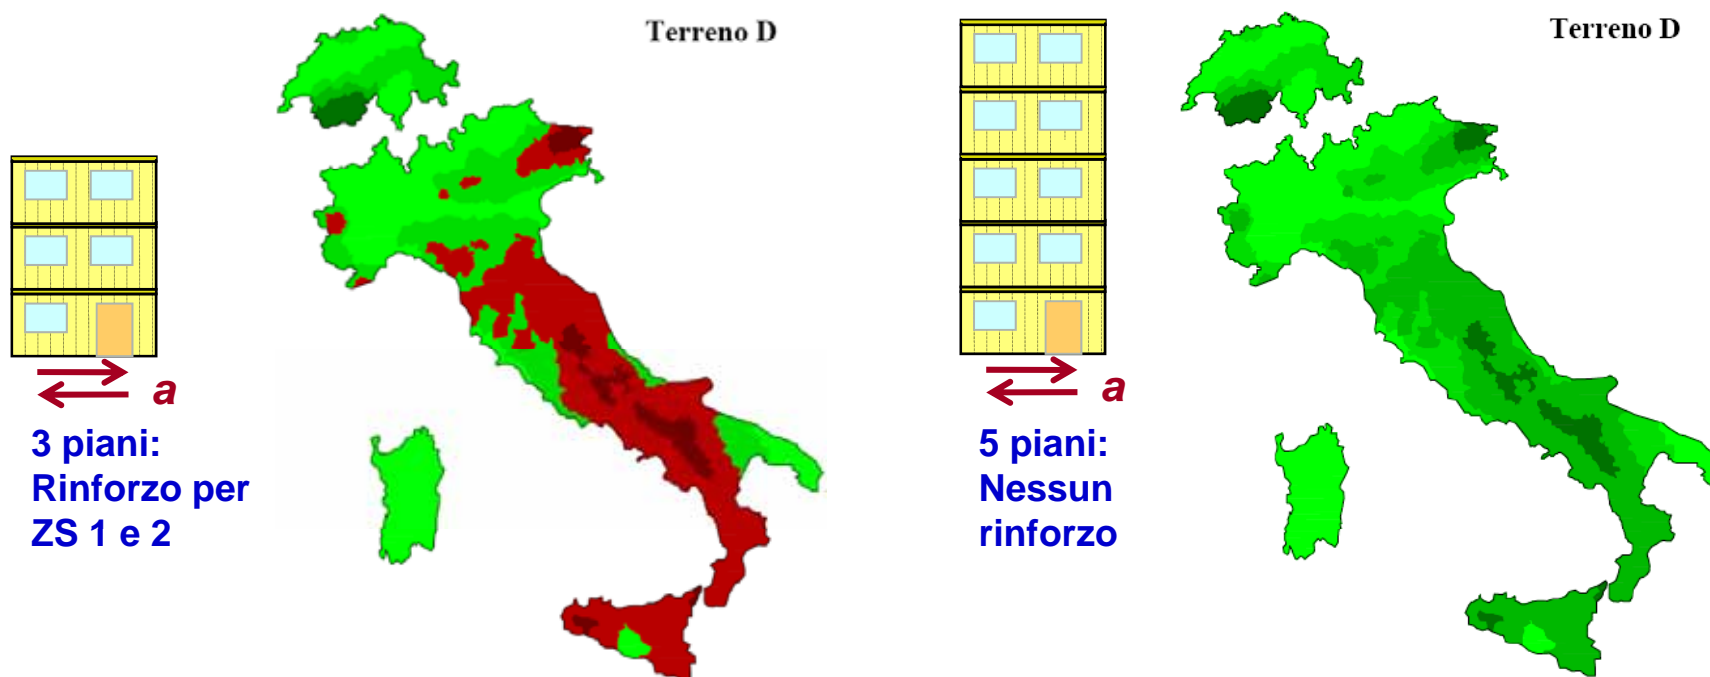 Terreno D
a
3 piani:
Rinforzo per
ZS 1 e 2
Terreno D
a
5 piani:
Nessun
rinforzo